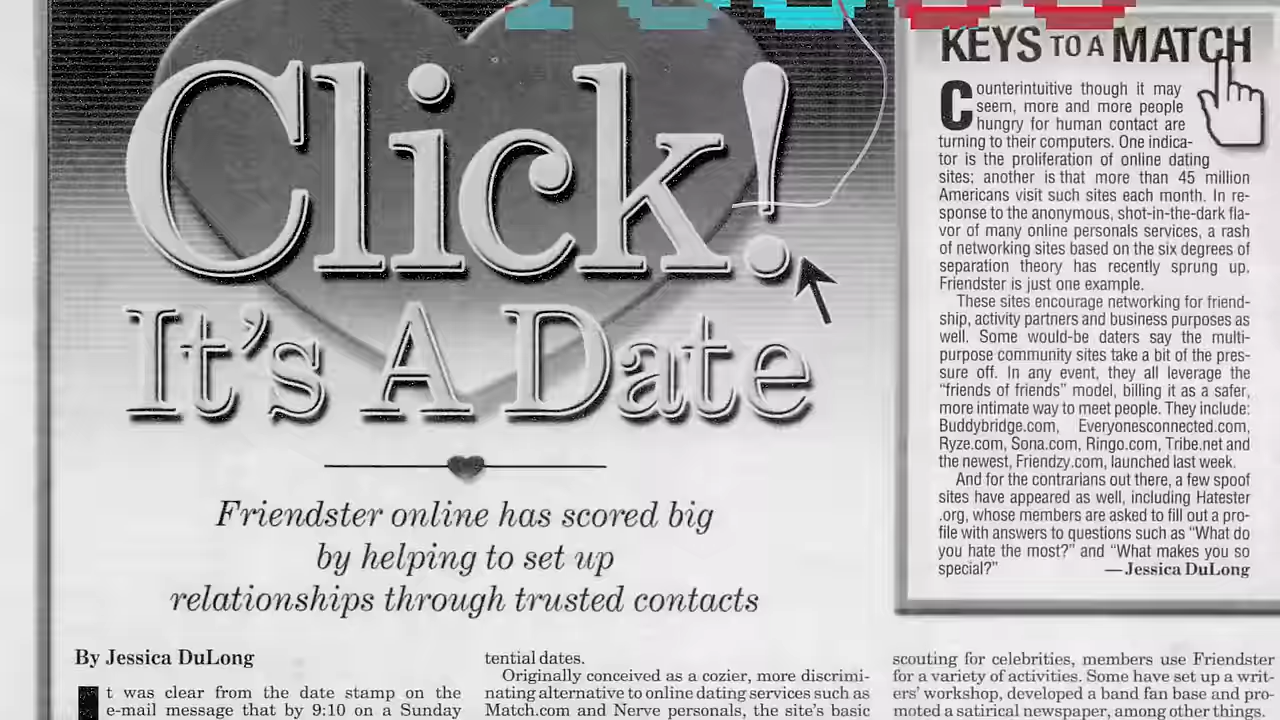 Click!
It's A Date
Friendster online has scored big
by helping to set up
relationships through trusted contacts
By Jessica DuLong
t was clear from the date stamp on the
e-mail message that by 9:10 on a Sunday
tential dates.
Originally conceived as a cozier, more discrimi-
nating alternative to online dating services such as
Match.com and Nerve personals, the site's basic
scouting for celebrities, members use Friendster
for a variety of activities. Some have set up a writ-
ers' workshop, developed a band fan base and pro-
moted a satirical newspaper, among other things.
KEYS TO A MATCH
Counterintuitive though it may
seem, more and more people
hungry for human contact are
turning to their computers. One indica-
tor is the proliferation of online dating
sites; another is that more than 45 million
Americans visit such sites each month. In re-
sponse to the anonymous, shot-in-the-dark fla-
vor of many online personals services, a rash
of networking sites based on the six degrees of
separation theory has recently sprung up.
Friendster is just one example.
These sites encourage networking for friend-
ship, activity partners and business purposes as
well. Some would-be daters say the multi-
purpose community sites take a bit of the pres-
sure off. In any event, they all leverage the
"friends of friends" model, billing it as a safer,
more intimate way to meet people. They include:
Buddybridge.com, Everyonesconnected.com,
Ryze.com, Sona.com, Ringo.com, Tribe.net and
the newest, Friendzy.com, launched last week.
And for the contrarians out there, a few spoof
sites have appeared as well, including Hatester
.org, whose members are asked to fill out a pro-
file with answers to questions such as "What do
you hate the most?" and "What makes you so
special?" —Jessica DuLong